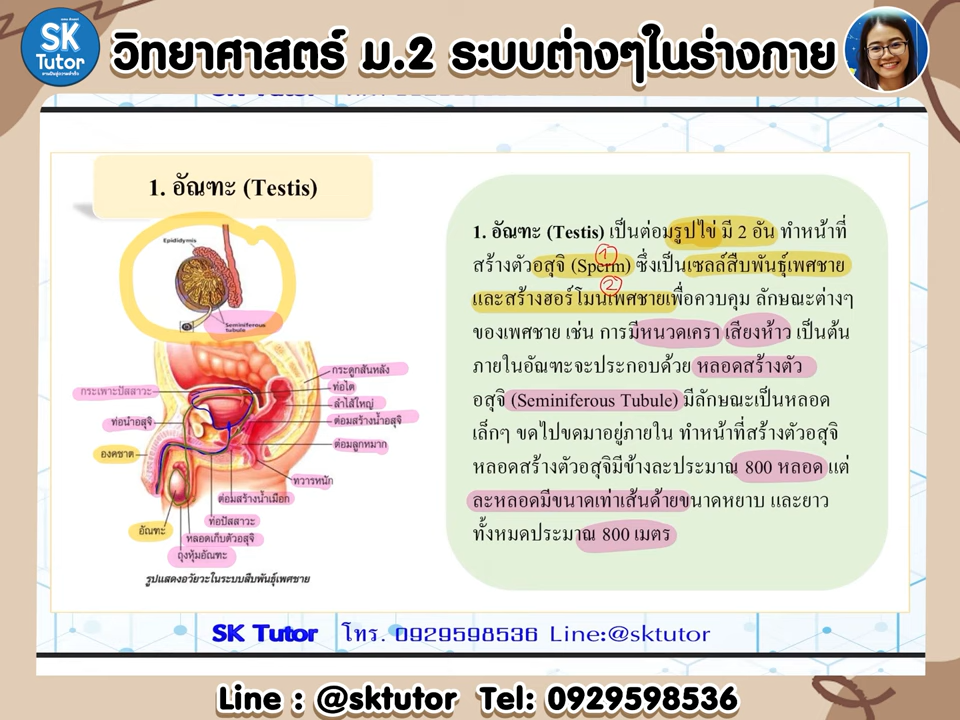 SK
Tutor
วิทยาศาสตร์ ม.2 ระบบต่างๆในร่างกาย
SK Tutor
1. อัณฑะ (Testis)
Epididymis
Seminiferous
tubule
กระดูกสันหลัง
กระเพาะปัสสาวะ
ท่อไต
ลำไส้ใหญ่
ท่อนำอสุจิ
ต่อมสร้างน้ำอสุจิ
ต่อมลูกหมาก
องคชาต
ทวารหนัก
ต่อมสร้างน้ำเมือก
อัณฑะ
ท่อปัสสาวะ
หลอดเก็บตัวอสุจิ
ถุงหุ้มอัณฑะ
รูปแสดงอวัยวะในระบบสืบพันธุ์เพศชาย
1. อัณฑะ (Testis) เป็นต่อมรูปไข่ มี 2 อัน ทำหน้าที่
1
สร้างตัวอสุจิ (Sperm) ซึ่งเป็นเซลล์สืบพันธุ์เพศชาย
2
และสร้างฮอร์โมนเพศชายเพื่อควบคุม ลักษณะต่างๆ
ของเพศชาย เช่น การมีหนวดเครา เสียงห้าว เป็นต้น
ภายในอัณฑะจะประกอบด้วย หลอดสร้างตัว
อสุจิ (Seminiferous Tubule) มีลักษณะเป็นหลอด
เล็กๆ ขดไปขดมาอยู่ภายใน ทำหน้าที่สร้างตัวอสุจิ
หลอดสร้างตัวอสุจิมีข้างละประมาณ 800 หลอด แต่
ละหลอดมีขนาดเท่าเส้นด้ายขนาดหยาบ และยาว
ทั้งหมดประมาณ 800 เมตร
SK Tutor โทร. 0929598536 Line:@sktutor
Line : @sktutor Tel: 0929598536